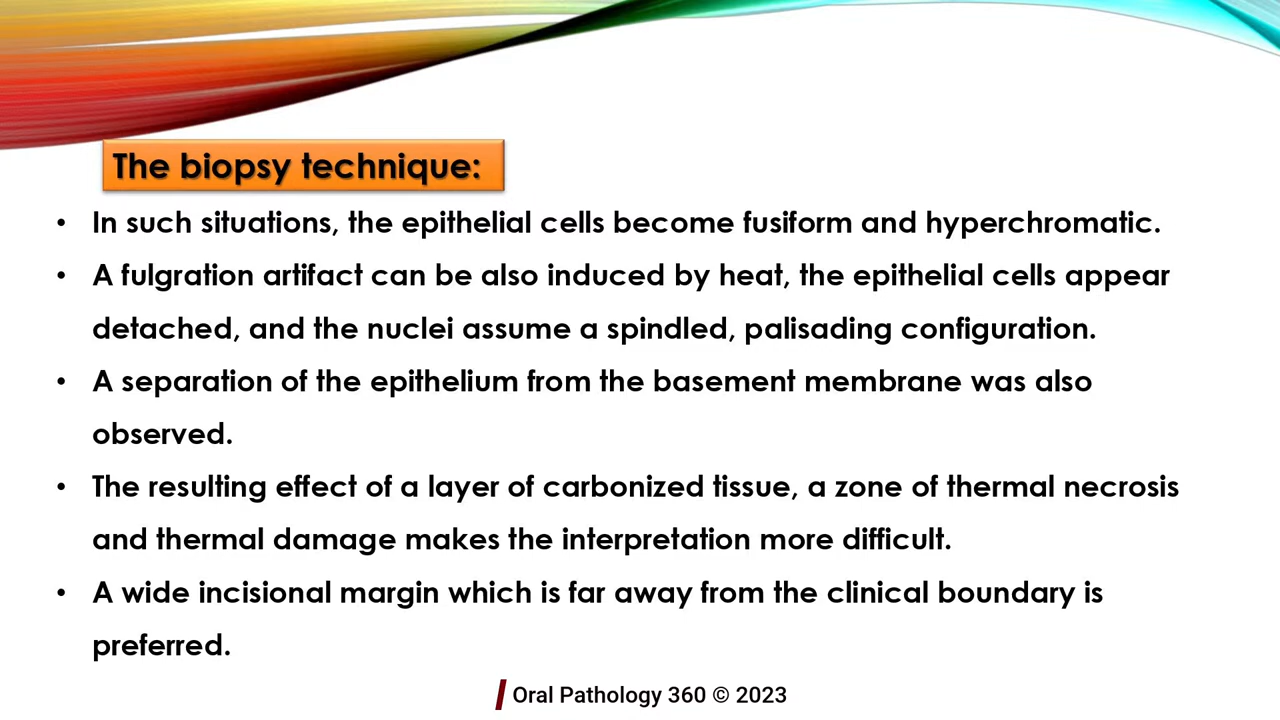 The biopsy technique:
• In such situations, the epithelial cells become fusiform and hyperchromatic.
• A fulgration artifact can be also induced by heat, the epithelial cells appear
detached, and the nuclei assume a spindled, palisading configuration.
• A separation of the epithelium from the basement membrane was also
observed.
• The resulting effect of a layer of carbonized tissue, a zone of thermal necrosis
and thermal damage makes the interpretation more difficult.
• A wide incisional margin which is far away from the clinical boundary is
preferred.
Oral Pathology 360 © 2023